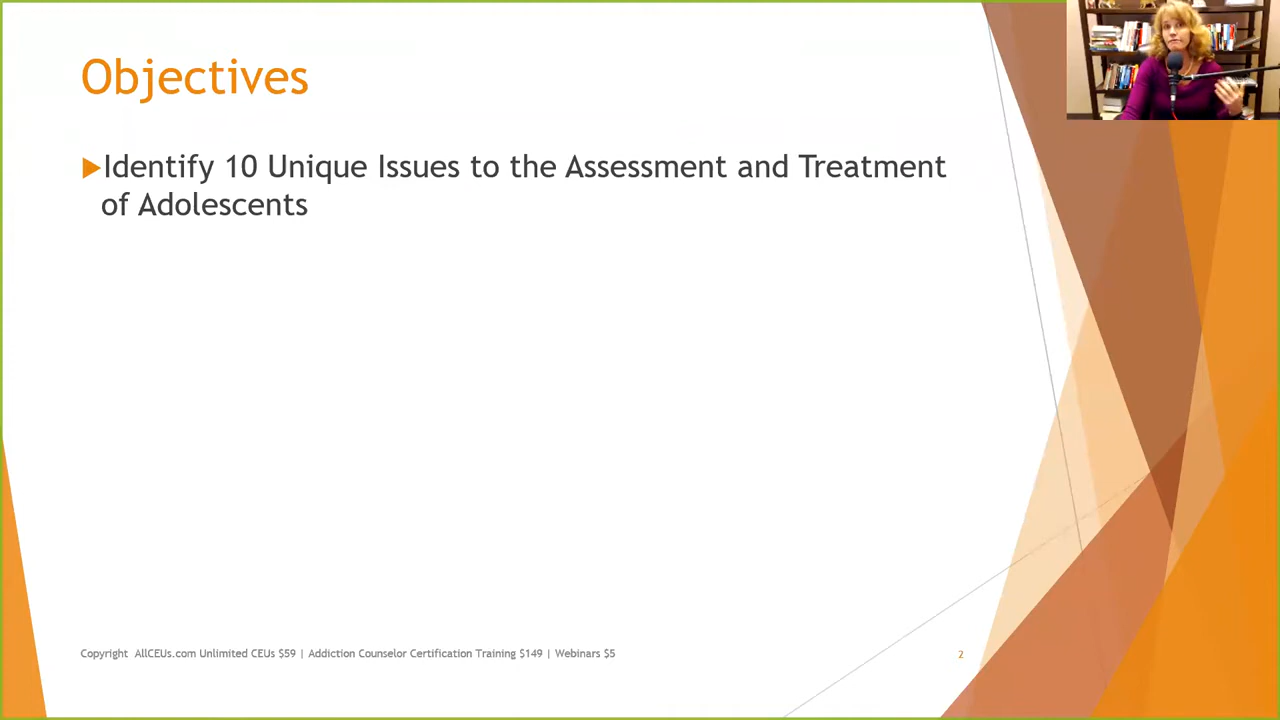 Objectives
Identify 10 Unique Issues to the Assessment and Treatment
of Adolescents
Copyright AllCEUs.com Unlimited CEUs $59 | Addiction Counselor Certification Training $149 | Webinars $5
2